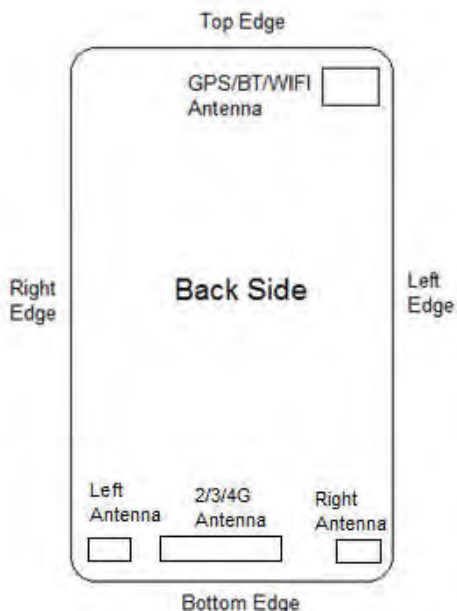 Top Edge
GPS/BT/WIFI
Antenna
Right
Edge
Back Side
Left
Edge
Left
Antenna
2/3/4G
Antenna
Right
Antenna
Bottom Edge